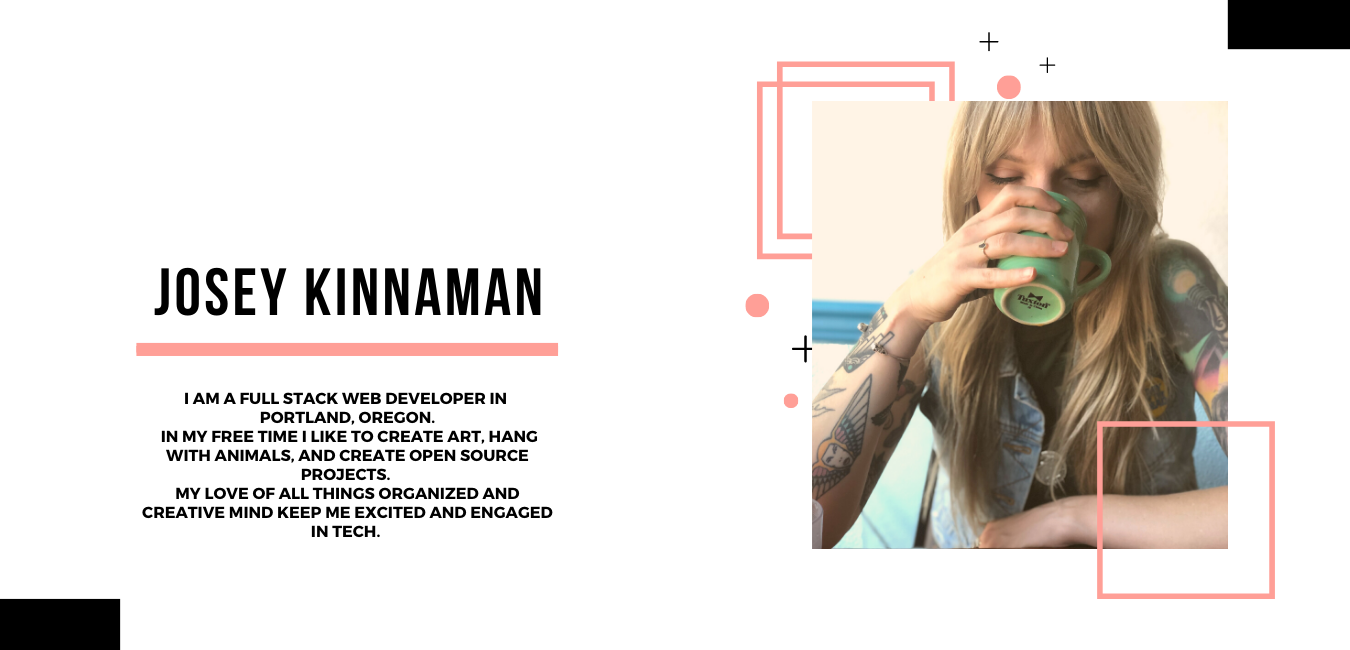 JOSEY KINNAMAN
I AM A FULL STACK WEB DEVELOPER IN
PORTLAND, OREGON.
IN MY FREE TIME I LIKE TO CREATE ART, HANG
WITH ANIMALS, AND CREATE OPEN SOURCE
PROJECTS.
MY LOVE OF ALL THINGS ORGANIZED AND
CREATIVE MIND KEEP ME EXCITED AND ENGAGED
IN TECH.